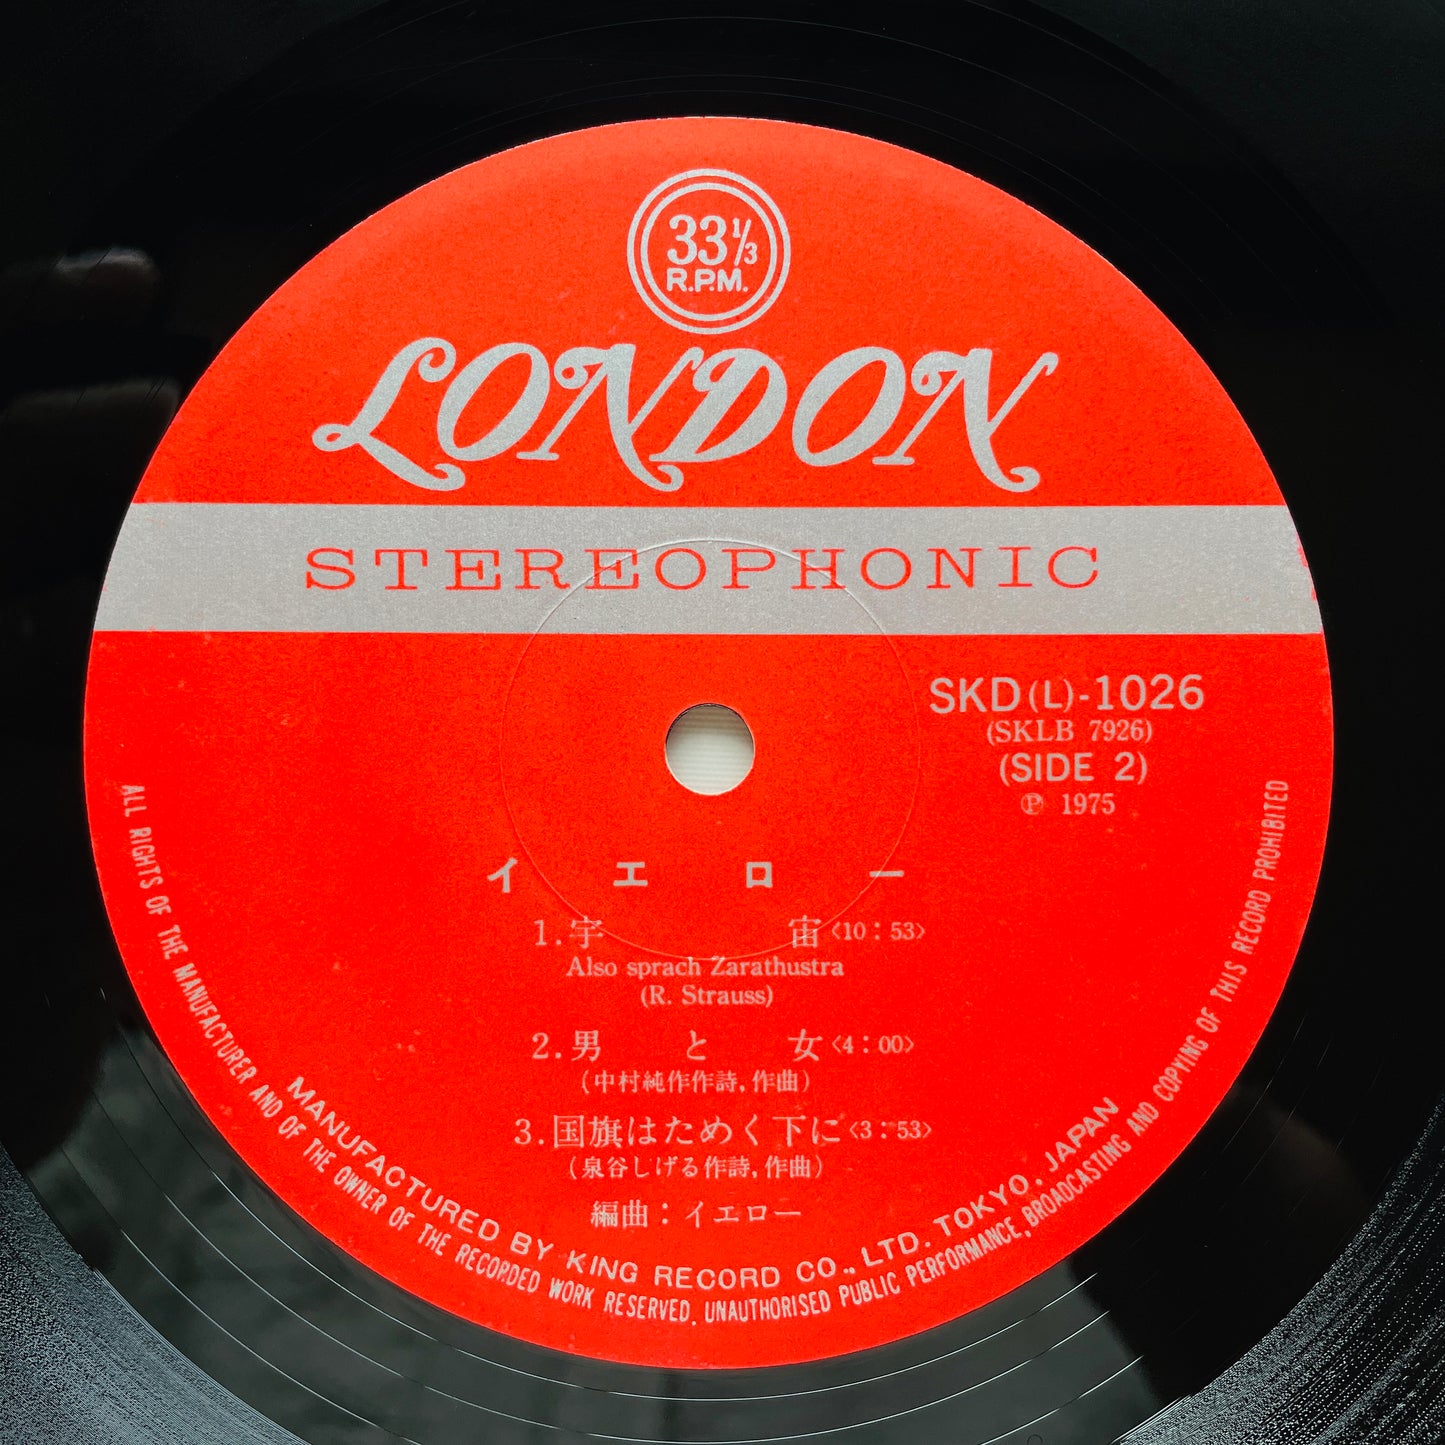 33 1/3
R.P.M.
LONDON
STEREOPHONIC
SKD(L)-1026
(SKLB 7926)
(SIDE 2)
Ⓟ 1975
イエロー
1.宇宙〈10:53〉
Also sprach Zarathustra
(R. Strauss)
2.男と女〈4:00〉
(中村純作作詩,作曲)
3.国旗はためく下に〈3:53〉
(泉谷しげる作詩,作曲)
編曲:イエロー
MANUFACTURED BY KING RECORD CO., LTD. TOKYO, JAPAN
ALL RIGHTS OF THE MANUFACTURER AND OF THE OWNER OF THE RECORDED WORK RESERVED. UNAUTHORISED PUBLIC PERFORMANCE, BROADCASTING AND COPYING OF THIS RECORD PROHIBITED